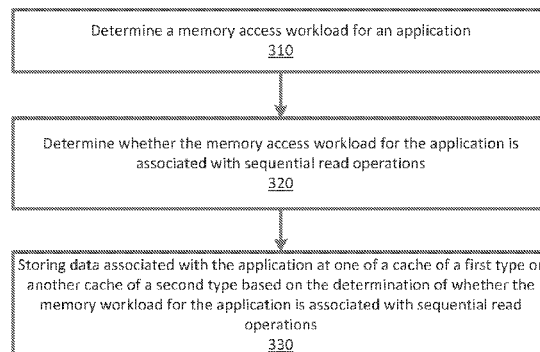 Determine a memory access workload for an application
310
Determine whether the memory access workload for the application is
associated with sequential read operations
320
Storing data associated with the application at one of a cache of a first type or
another cache of a second type based on the determination of whether the
memory workload for the application is associated with sequential read
operations
330